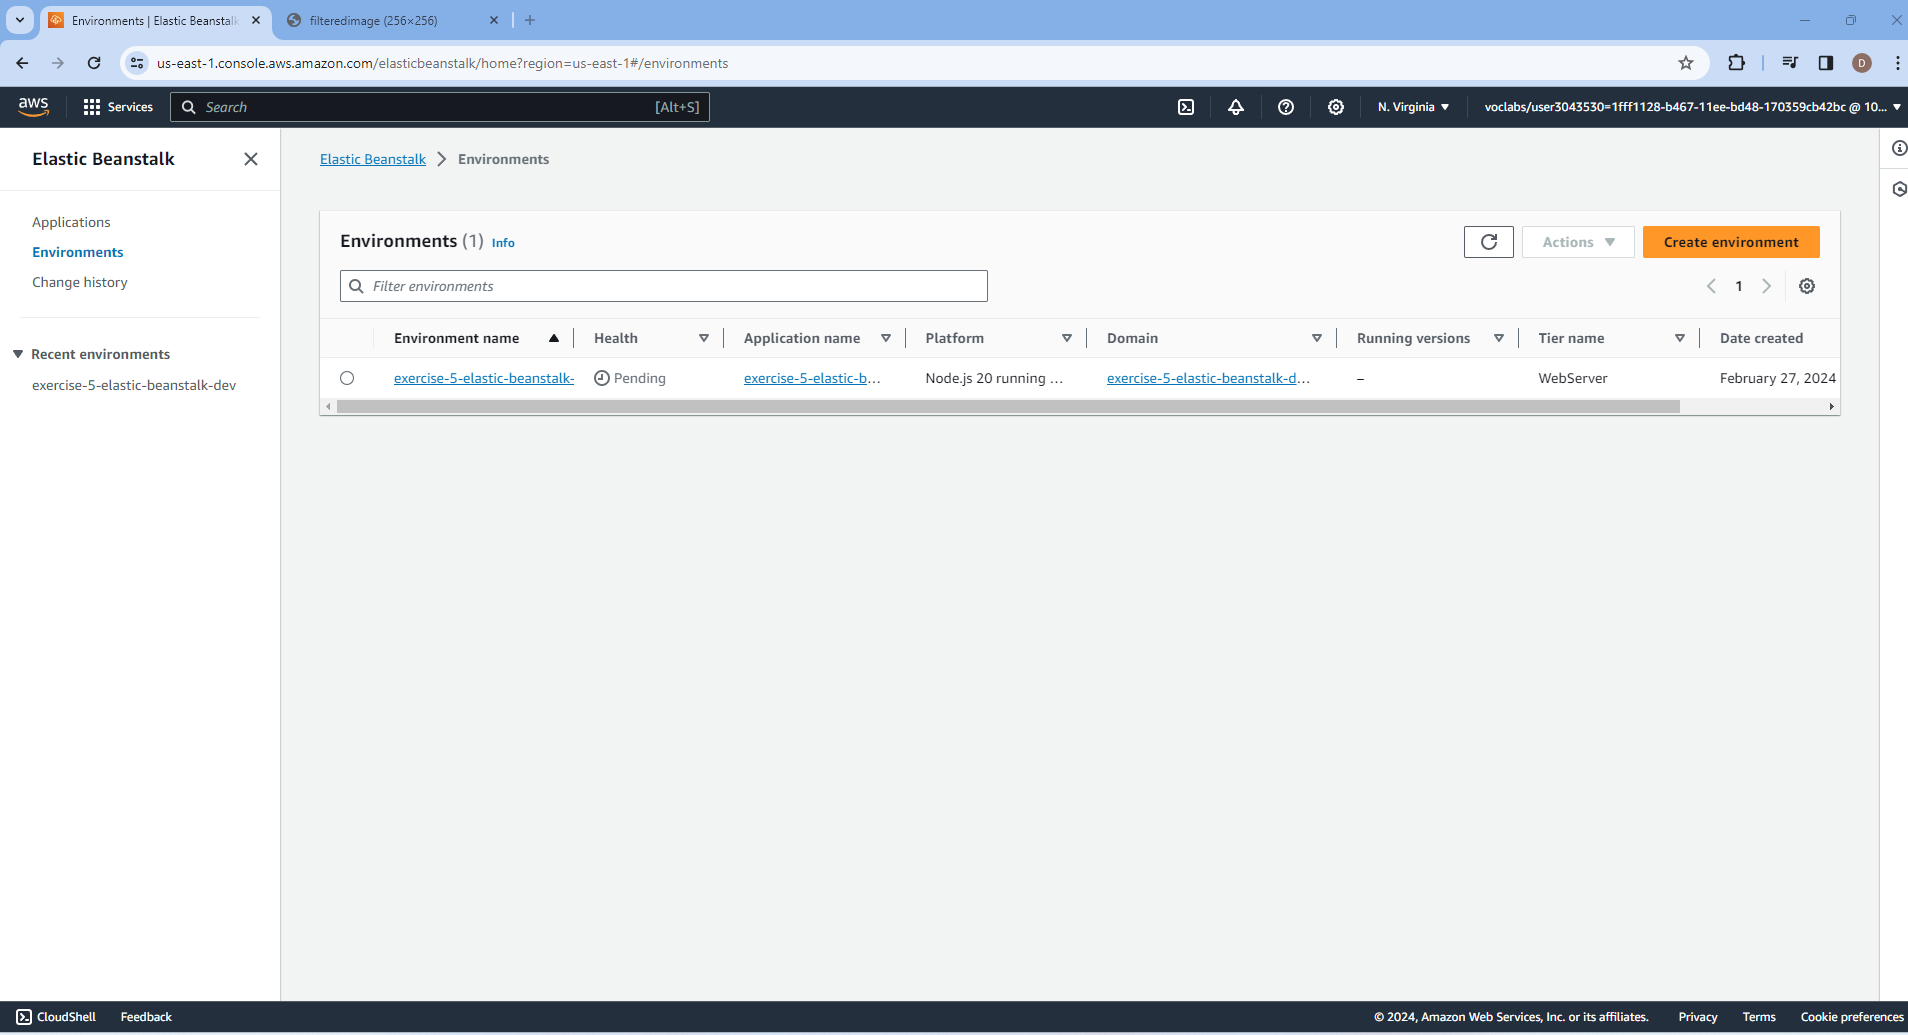 Environments | Elastic Beanstalk
filteredimage (256×256)
us-east-1.console.aws.amazon.com/elasticbeanstalk/home?region=us-east-1#/environments
D
aws
Services
Search
[Alt+S]
N. Virginia
voclabs/user3043530=1fff1128-b467-11ee-bd48-170359cb42bc @ 10...
Elastic Beanstalk
Applications
Environments
Change history
Recent environments
exercise-5-elastic-beanstalk-dev
Elastic Beanstalk > Environments
Environments (1) Info
Actions
Create environment
Filter environments
1
Environment name Health Application name Platform Domain Running versions Tier name Date created
exercise-5-elastic-beanstalk- Pending exercise-5-elastic-b... Node.js 20 running ... exercise-5-elastic-beanstalk-d... – WebServer February 27, 2024
CloudShell Feedback © 2024, Amazon Web Services, Inc. or its affiliates. Privacy Terms Cookie preferences